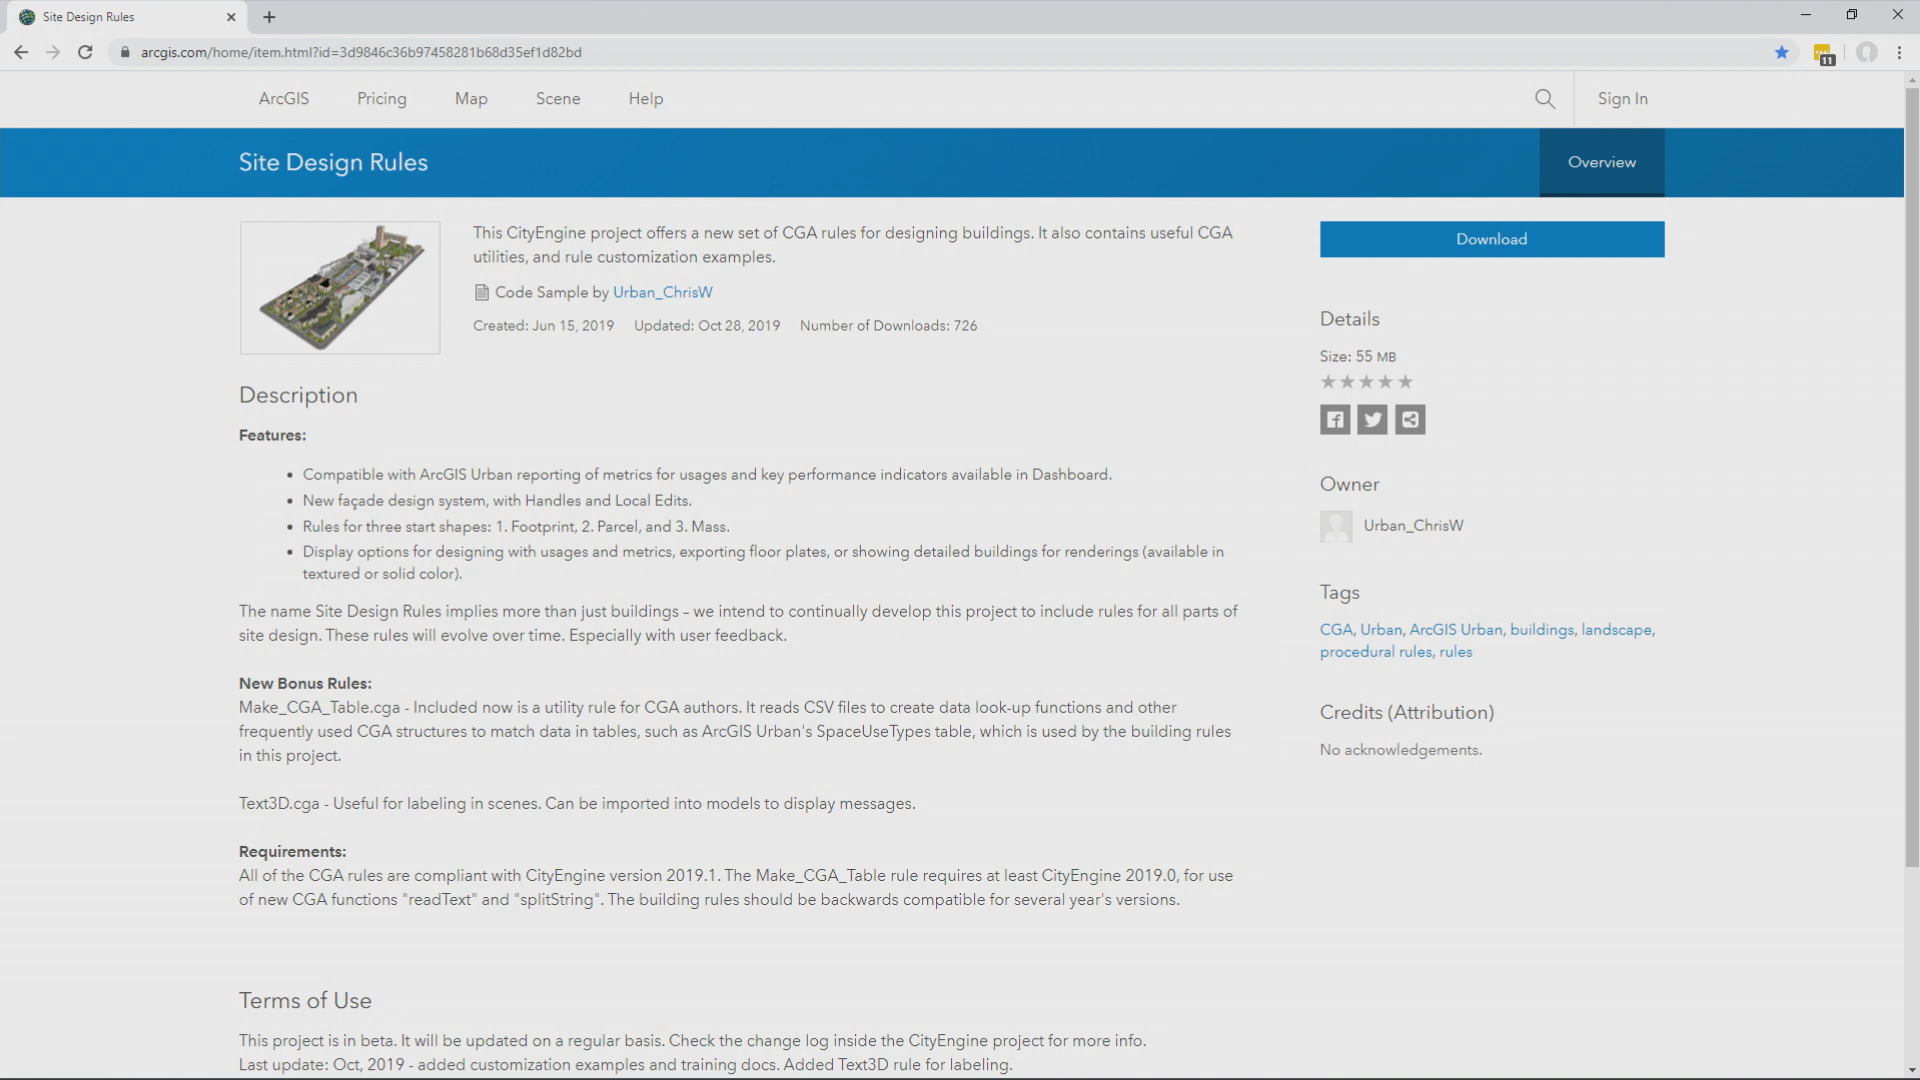 Site Design Rules
arcgis.com/home/item.html?id=3d9846c36b97458281b68d35ef1d82bd
11
ArcGIS Pricing Map Scene Help Sign In
Site Design Rules Overview
This CityEngine project offers a new set of CGA rules for designing buildings. It also contains useful CGA
utilities, and rule customization examples.
Code Sample by Urban_ChrisW
Created: Jun 15, 2019 Updated: Oct 28, 2019 Number of Downloads: 726
Description
Features:
• Compatible with ArcGIS Urban reporting of metrics for usages and key performance indicators available in Dashboard.
• New façade design system, with Handles and Local Edits.
• Rules for three start shapes: 1. Footprint, 2. Parcel, and 3. Mass.
• Display options for designing with usages and metrics, exporting floor plates, or showing detailed buildings for renderings (available in
textured or solid color).
The name Site Design Rules implies more than just buildings – we intend to continually develop this project to include rules for all parts of
site design. These rules will evolve over time. Especially with user feedback.
New Bonus Rules:
Make_CGA_Table.cga - Included now is a utility rule for CGA authors. It reads CSV files to create data look-up functions and other
frequently used CGA structures to match data in tables, such as ArcGIS Urban's SpaceUseTypes table, which is used by the building rules
in this project.
Text3D.cga - Useful for labeling in scenes. Can be imported into models to display messages.
Requirements:
All of the CGA rules are compliant with CityEngine version 2019.1. The Make_CGA_Table rule requires at least CityEngine 2019.0, for use
of new CGA functions "readText" and "splitString". The building rules should be backwards compatible for several year's versions.
Terms of Use
This project is in beta. It will be updated on a regular basis. Check the change log inside the CityEngine project for more info.
Last update: Oct, 2019 - added customization examples and training docs. Added Text3D rule for labeling.
Download
Details
Size: 55 MB
Owner
Urban_ChrisW
Tags
CGA, Urban, ArcGIS Urban, buildings, landscape,
procedural rules, rules
Credits (Attribution)
No acknowledgements.